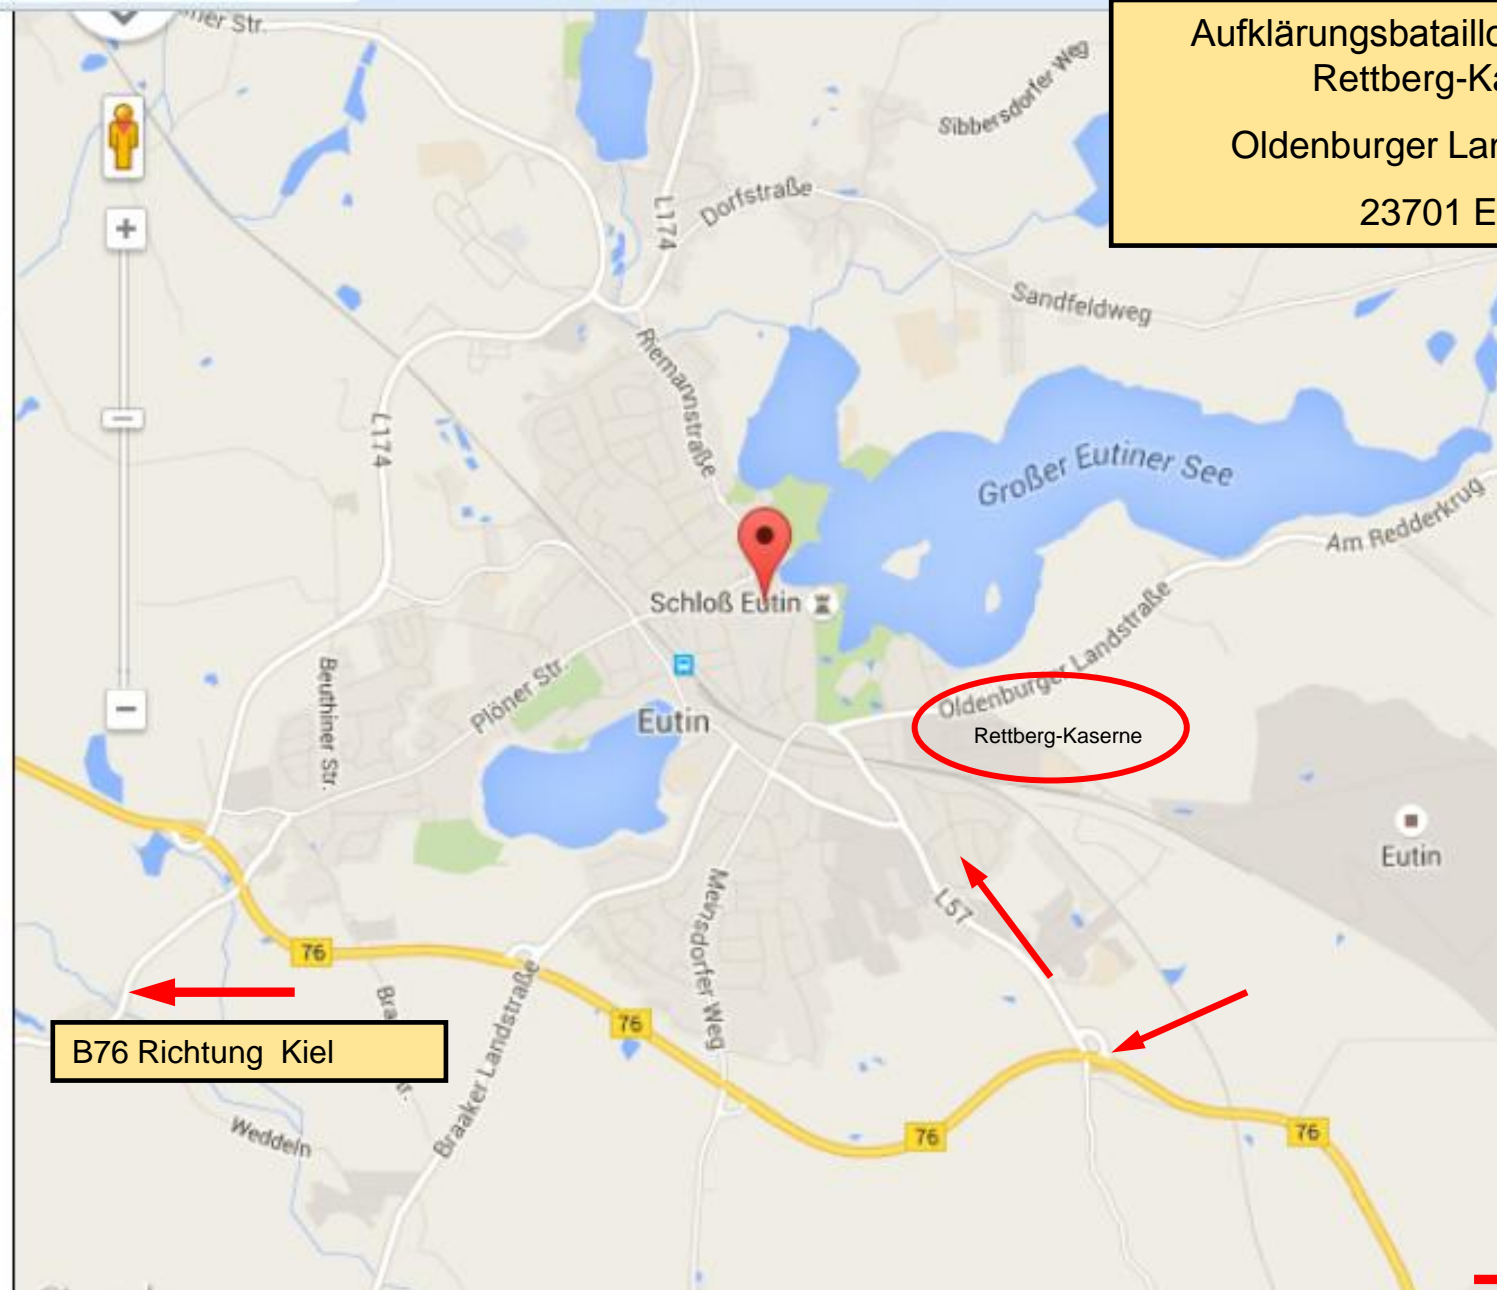 Aufklärungsbataillo
Rettberg-Ka
Oldenburger Lan
23701 E
Sibbersdorfer Weg
L174
Dorfstraße
Sandfeldweg
Riemannstraße
L174
Großer Eutiner See
Am Redderkrug
Schloß Eutin
Oldenburger Landstraße
Rettberg-Kaserne
Beuthiner Str.
Plöner Str.
Eutin
Eutin
L57
Meinsdorfer Weg
76
76
76
76
B76 Richtung Kiel
Braaker Landstraße
Weddeln